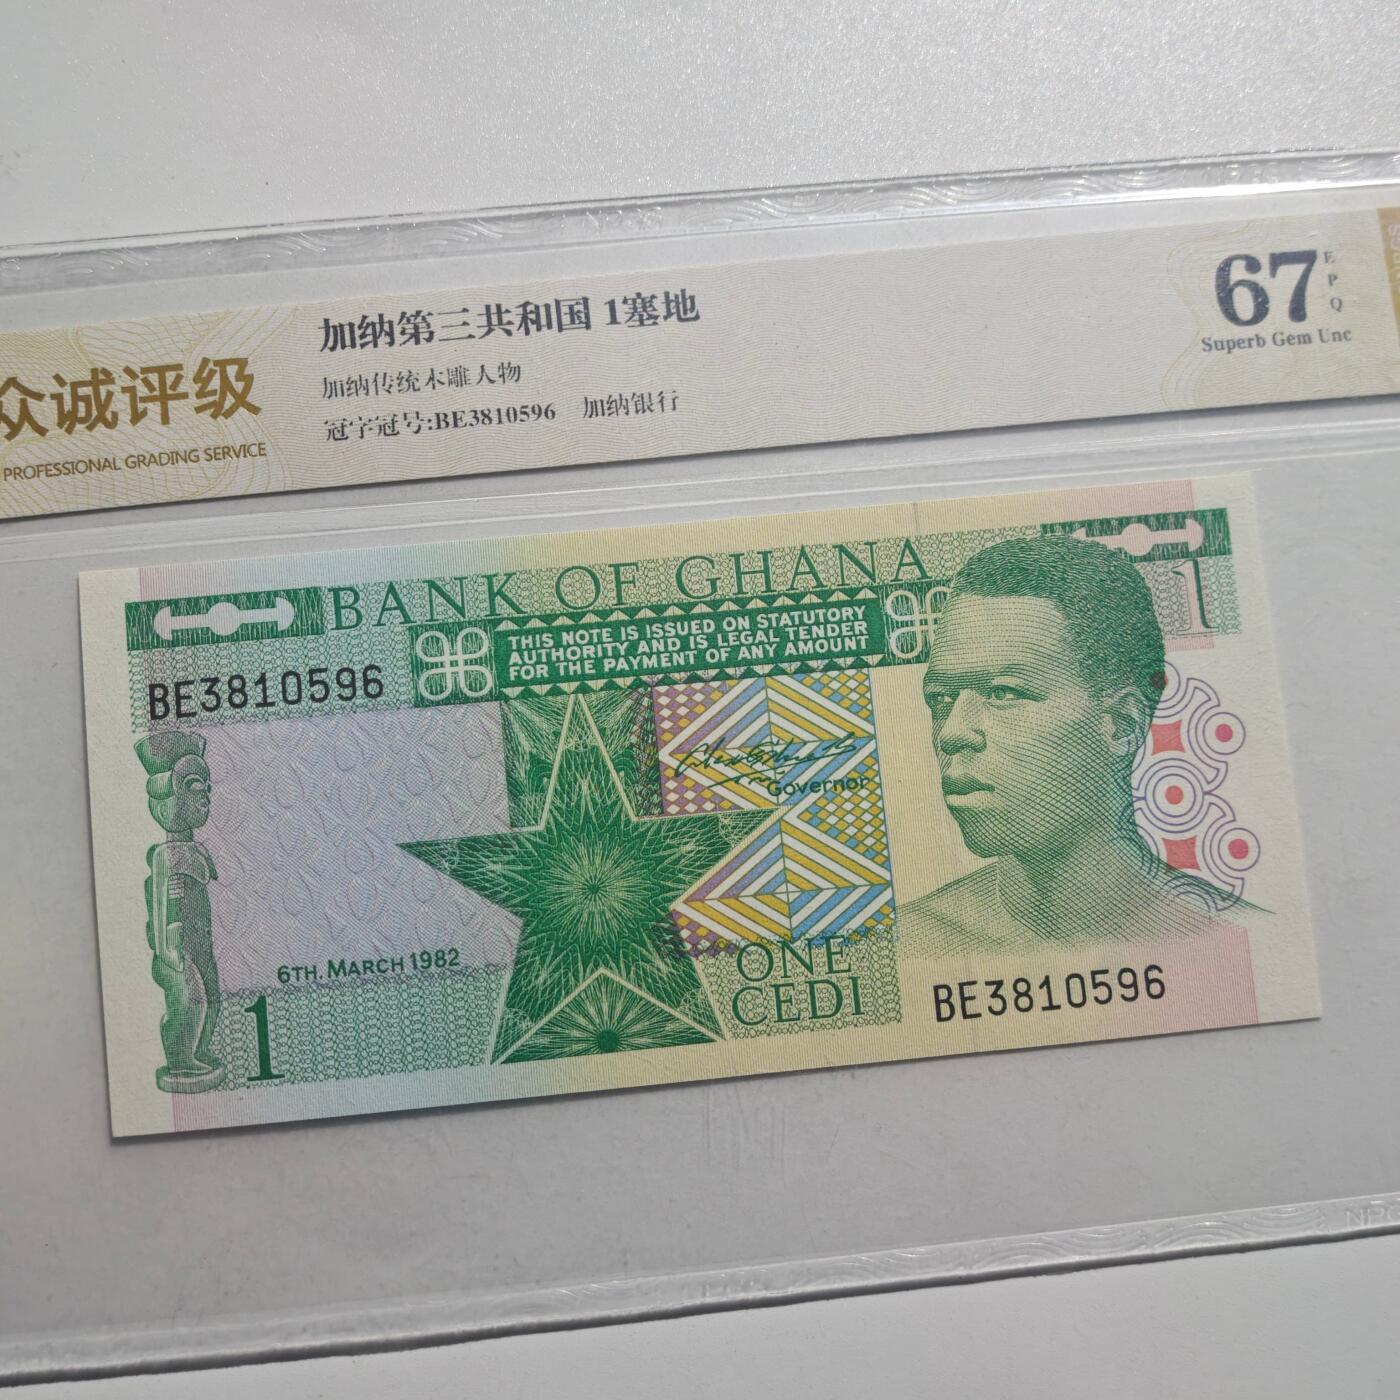 众诚评级
PROFESSIONAL GRADING SERVICE
加纳第三共和国 1塞地
加纳传统木雕人物
冠字冠号:BE3810596 加纳银行
67
EPQ
Superb Gem Unc
BANK OF GHANA
1
THIS NOTE IS ISSUED ON STATUTORY
AUTHORITY AND IS LEGAL TENDER
FOR THE PAYMENT OF ANY AMOUNT
BE3810596
Governor
6TH. MARCH 1982
1
ONE
CEDI
BE3810596